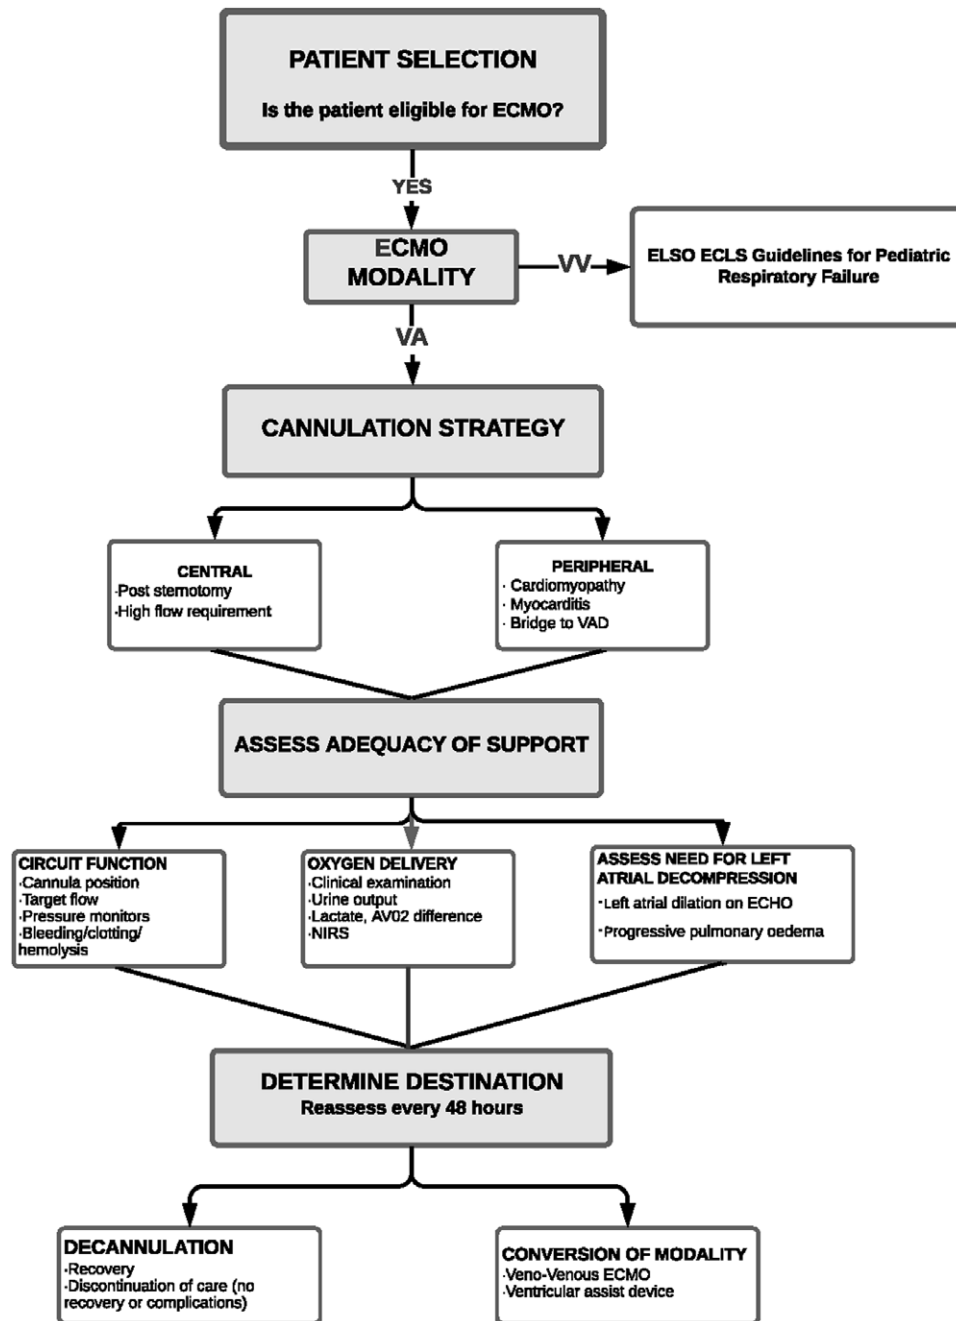 PATIENT SELECTION
Is the patient eligible for ECMO?
YES
ECMO
MODALITY
VV
ELSO ECLS Guidelines for Pediatric
Respiratory Failure
VA
CANNULATION STRATEGY
CENTRAL
·Post sternotomy
·High flow requirement
PERIPHERAL
· Cardiomyopathy
· Myocarditis
· Bridge to VAD
ASSESS ADEQUACY OF SUPPORT
CIRCUIT FUNCTION
·Cannula position
·Target flow
·Pressure monitors
·Bleeding/clotting/
hemolysis
OXYGEN DELIVERY
·Clinical examination
·Urine output
·Lactate, AV02 difference
·NIRS
ASSESS NEED FOR LEFT
ATRIAL DECOMPRESSION
·Left atrial dilation on ECHO
·Progressive pulmonary oedema
DETERMINE DESTINATION
Reassess every 48 hours
DECANNULATION
·Recovery
·Discontinuation of care (no
recovery or complications)
CONVERSION OF MODALITY
·Veno-Venous ECMO
·Ventricular assist device